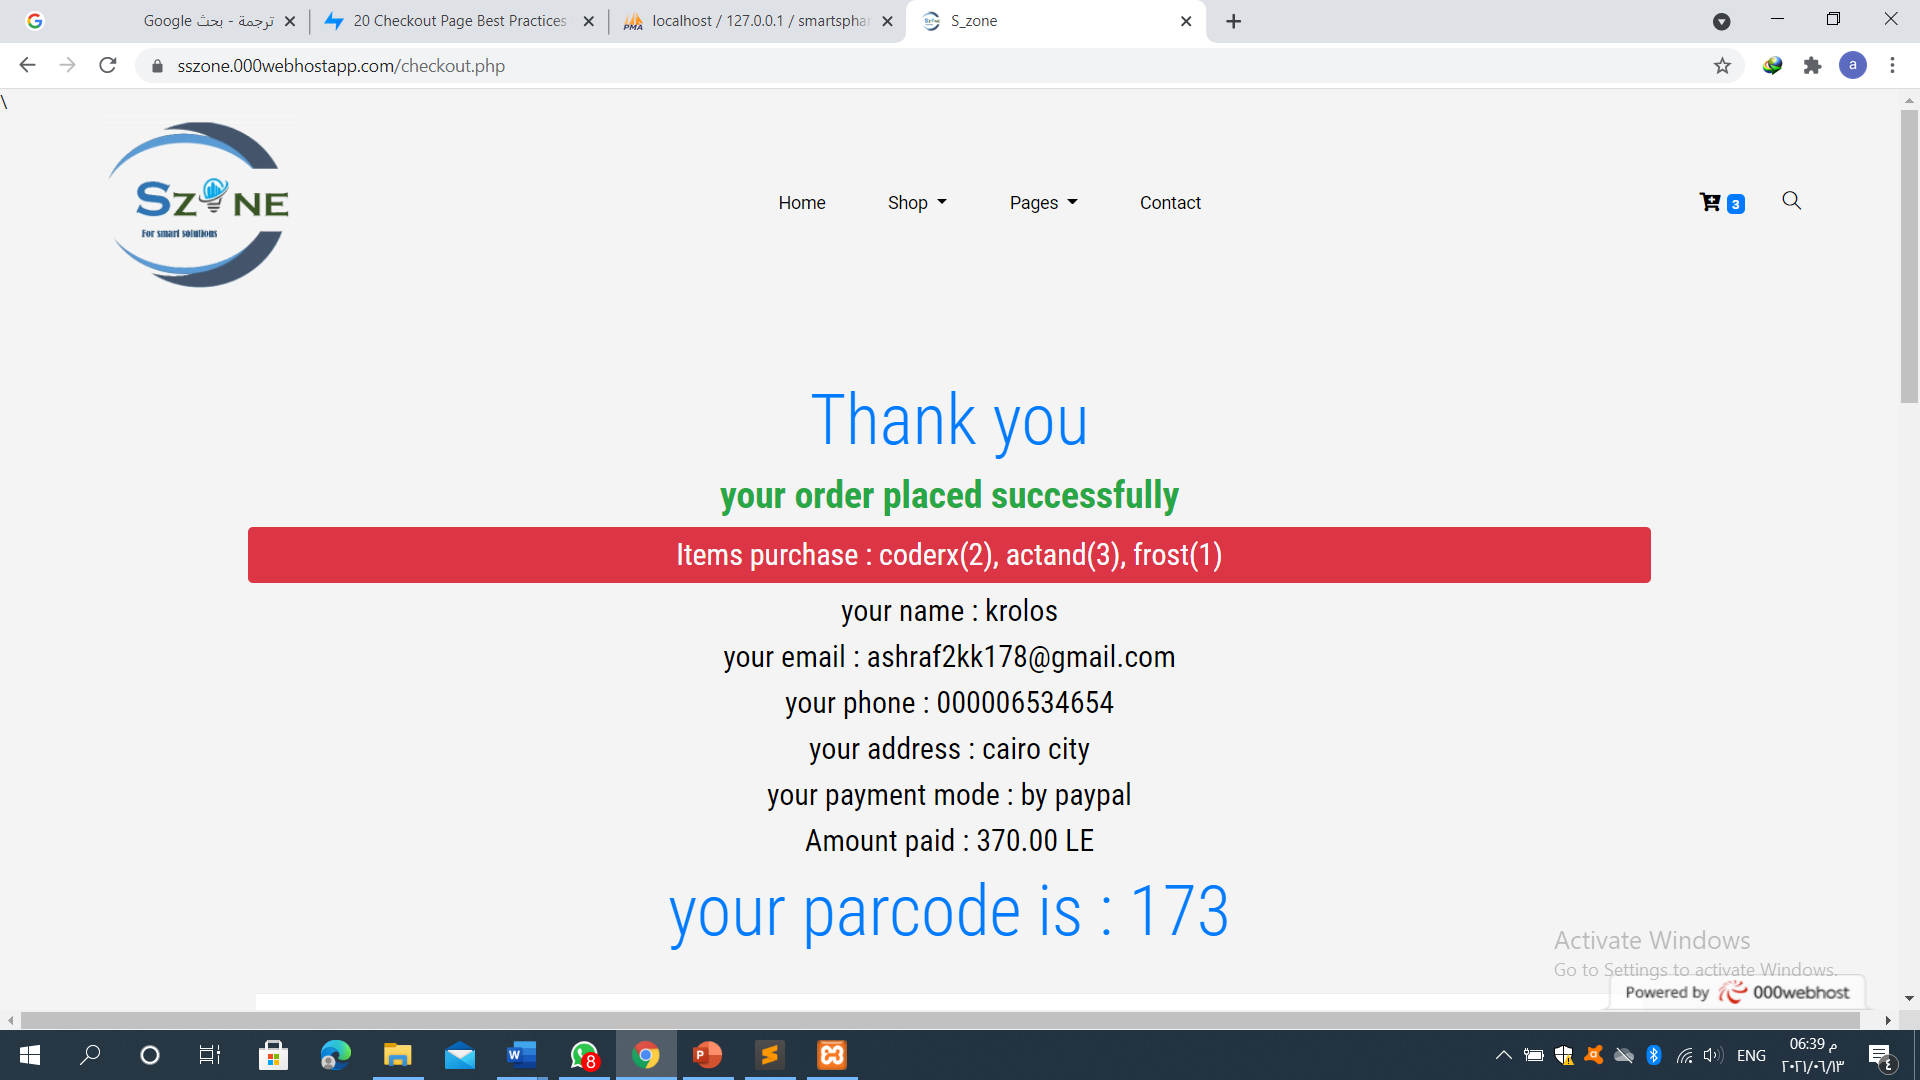 Google ترجمة - بحث
20 Checkout Page Best Practices
localhost / 127.0.0.1 / smartsphar
S_zone
sszone.000webhostapp.com/checkout.php
a
\
SZONE
For smart solutions
Home
Shop
Pages
Contact
3
Thank you
your order placed successfully
Items purchase : coderx(2), actand(3), frost(1)
your name : krolos
your email : ashraf2kk178@gmail.com
your phone : 000006534654
your address : cairo city
your payment mode : by paypal
Amount paid : 370.00 LE
your parcode is : 173
Activate Windows
Go to Settings to activate Windows.
Powered by 000webhost
8
ENG
06:39 م
٢٠٢١/٠٦/١٣
٤